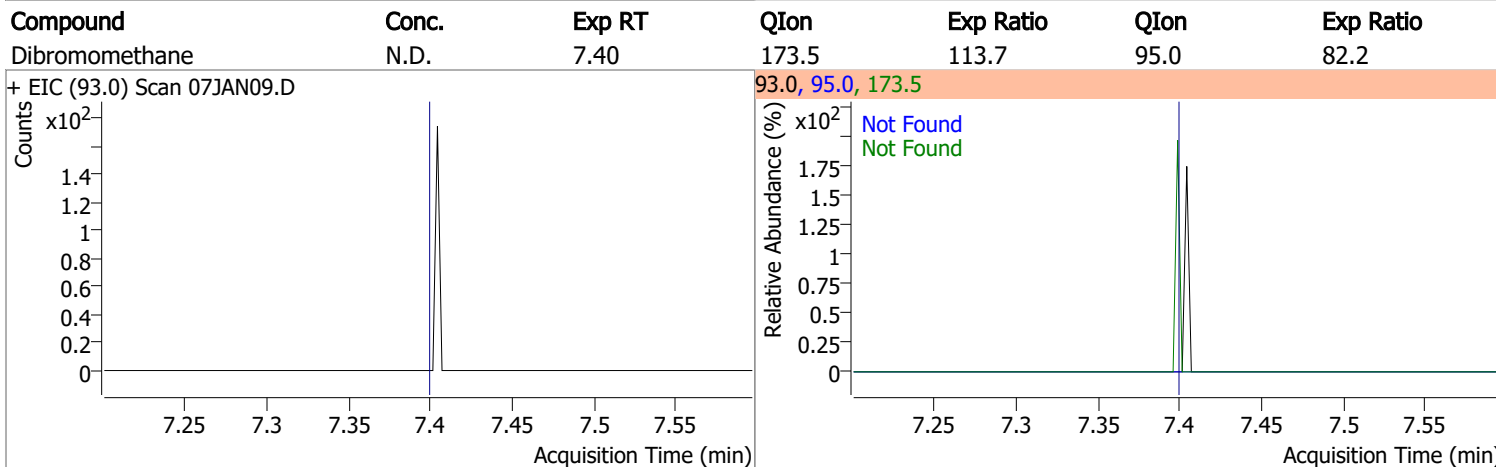 Compound Conc. Exp RT QIon Exp Ratio QIon Exp Ratio
Dibromomethane N.D. 7.40 173.5 113.7 95.0 82.2
+ EIC (93.0) Scan 07JAN09.D
Counts
x10²
1.4
1.2
1
0.8
0.6
0.4
0.2
0
7.25 7.3 7.35 7.4 7.45 7.5 7.55
Acquisition Time (min)
93.0, 95.0, 173.5
Relative Abundance (%)
x10²
Not Found
Not Found
1.75
1.5
1.25
1
0.75
0.5
0.25
0
7.25 7.3 7.35 7.4 7.45 7.5 7.55
Acquisition Time (min)